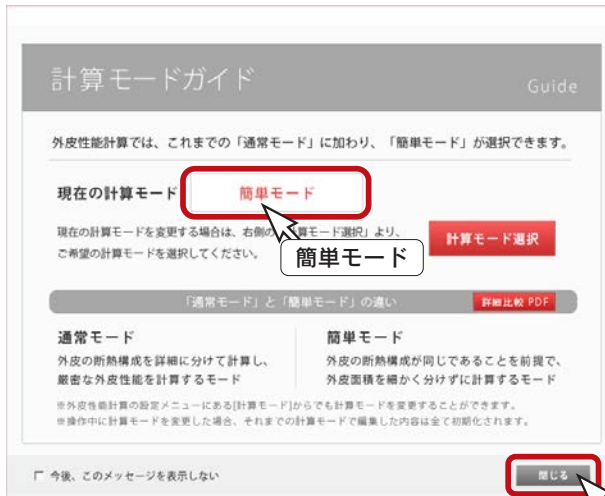 計算モードガイド
Guide
外皮性能計算では、これまでの「通常モード」に加わり、「簡単モード」が選択できます。
現在の計算モード
簡単モード
現在の計算モードを変更する場合は、右側の「計算モード選択」より、
ご希望の計算モードを選択してください。
計算モード選択
簡単モード
「通常モード」と「簡単モード」の違い
詳細比較 PDF
通常モード
外皮の断熱構成を詳細に分けて計算し、
厳密な外皮性能を計算するモード
簡単モード
外皮の断熱構成が同じであることを前提で、
外皮面積を細かく分けずに計算するモード
※外皮性能計算の設定メニューにある[計算モード]からでも計算モードを変更することができます。
※操作中に計算モードを変更した場合、それまでの計算モードで編集した内容は全て初期化されます。
今後、このメッセージを表示しない
閉じる